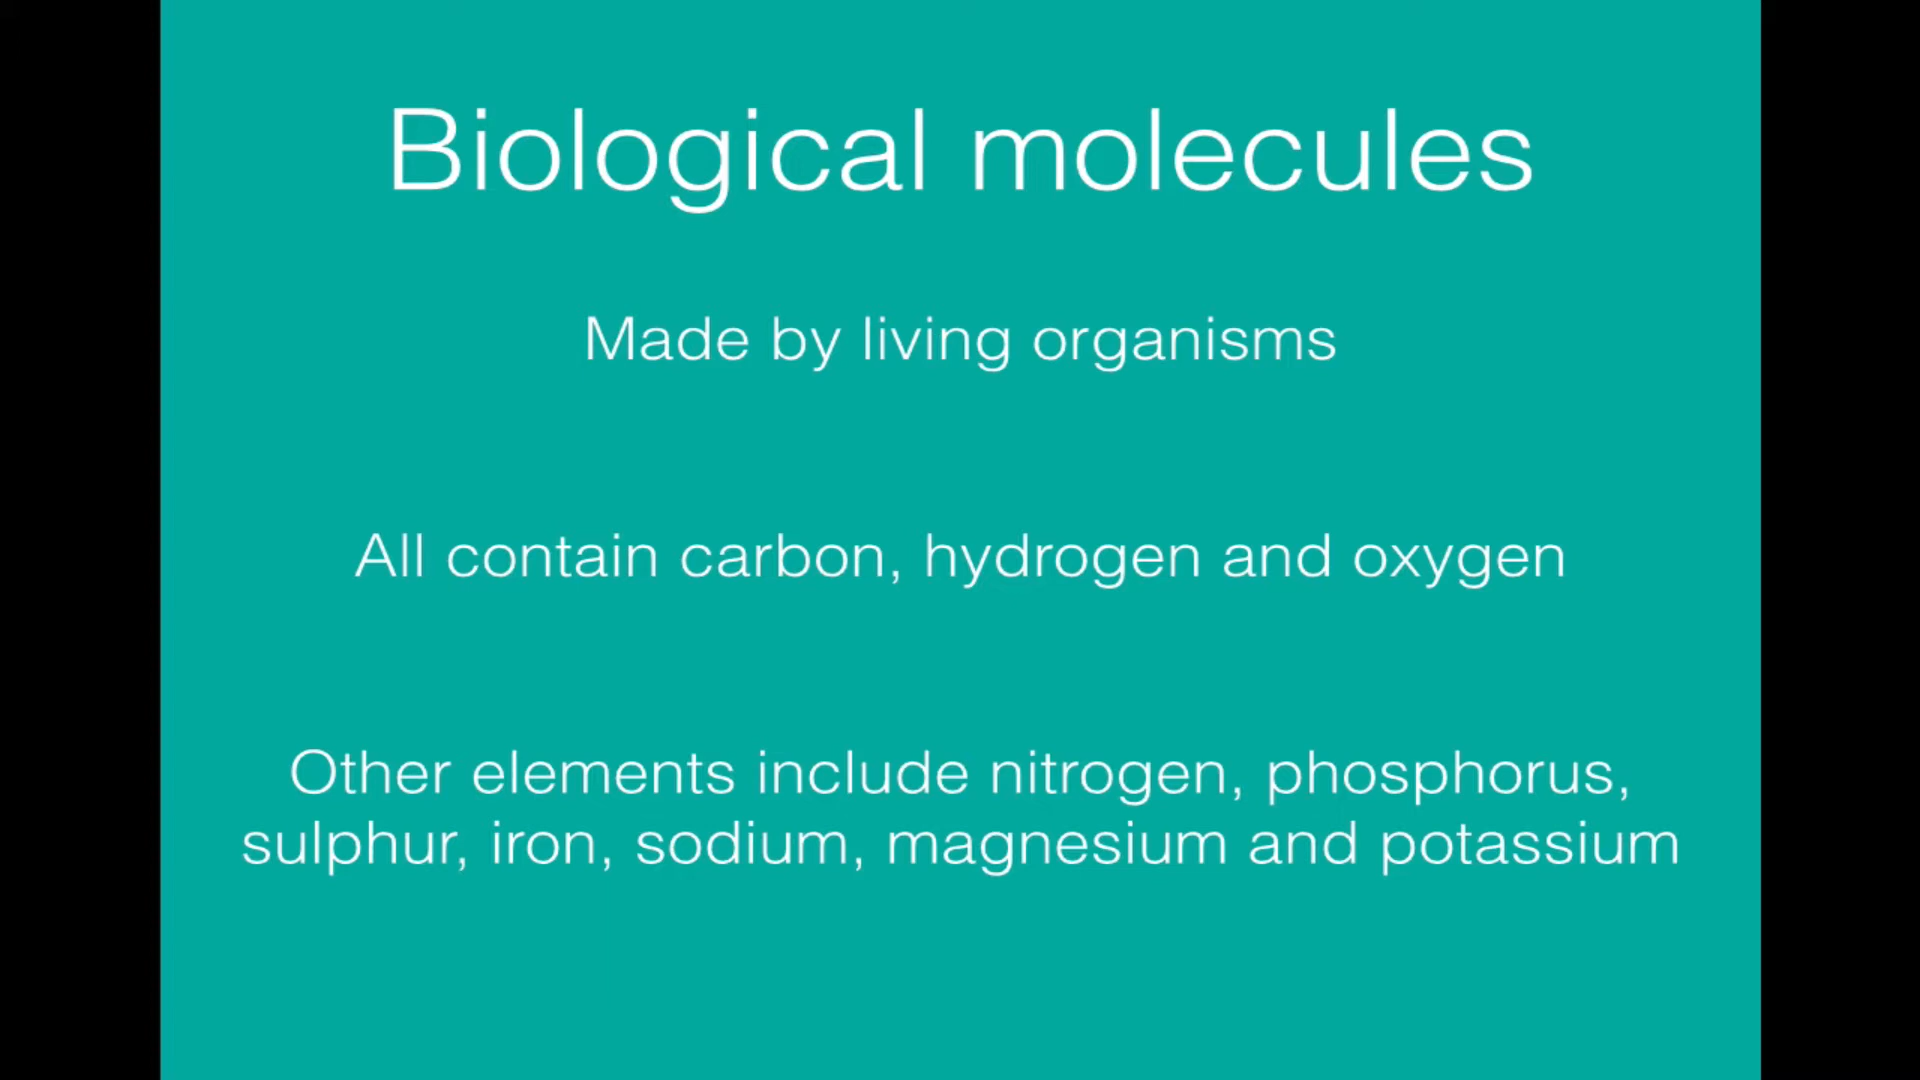 Biological molecules
Made by living organisms
All contain carbon, hydrogen and oxygen
Other elements include nitrogen, phosphorus,
sulphur, iron, sodium, magnesium and potassium